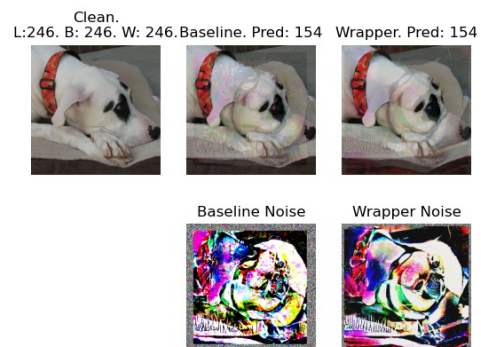 Clean.
L:246. B: 246. W: 246.
Baseline. Pred: 154
Wrapper. Pred: 154
Baseline Noise
Wrapper Noise